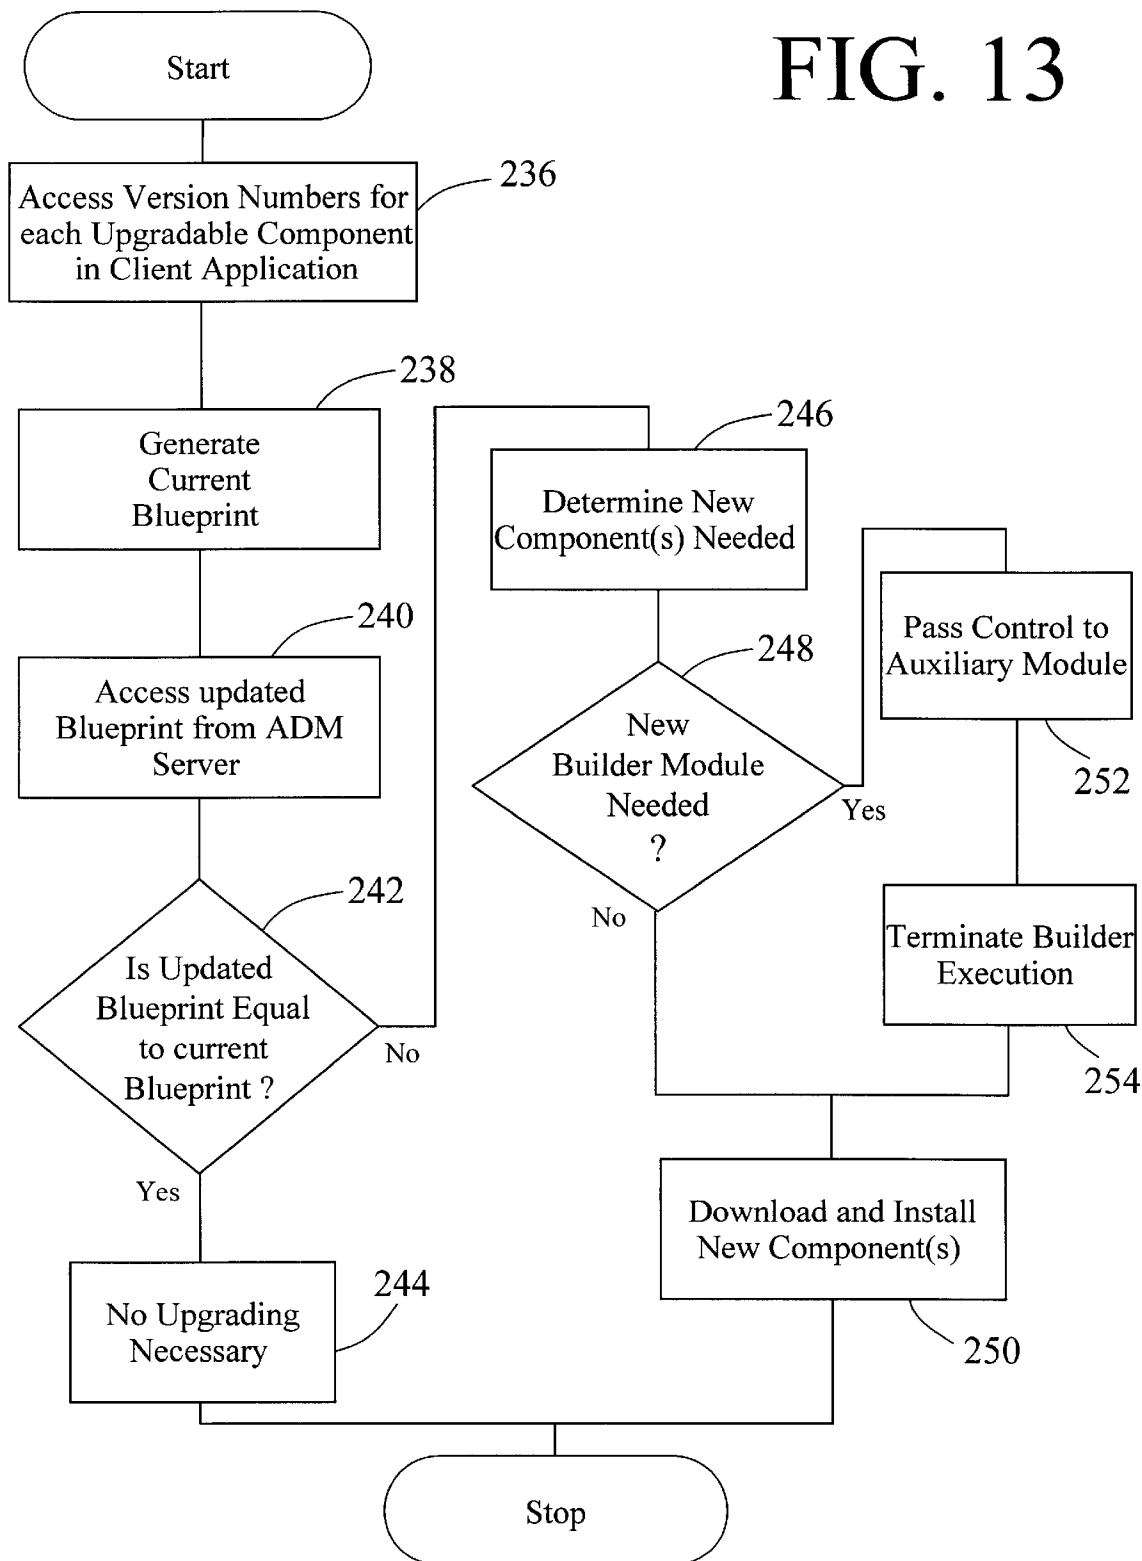 FIG. 13
Start
236
Access Version Numbers for
each Upgradable Component
in Client Application
238
Generate
Current
Blueprint
240
Access updated
Blueprint from ADM
Server
242
Is Updated
Blueprint Equal
to current
Blueprint ?
No
Yes
244
No Upgrading
Necessary
246
Determine New
Component(s) Needed
248
New
Builder Module
Needed
?
Yes
No
Pass Control to
Auxiliary Module
252
Terminate Builder
Execution
254
Download and Install
New Component(s)
250
Stop